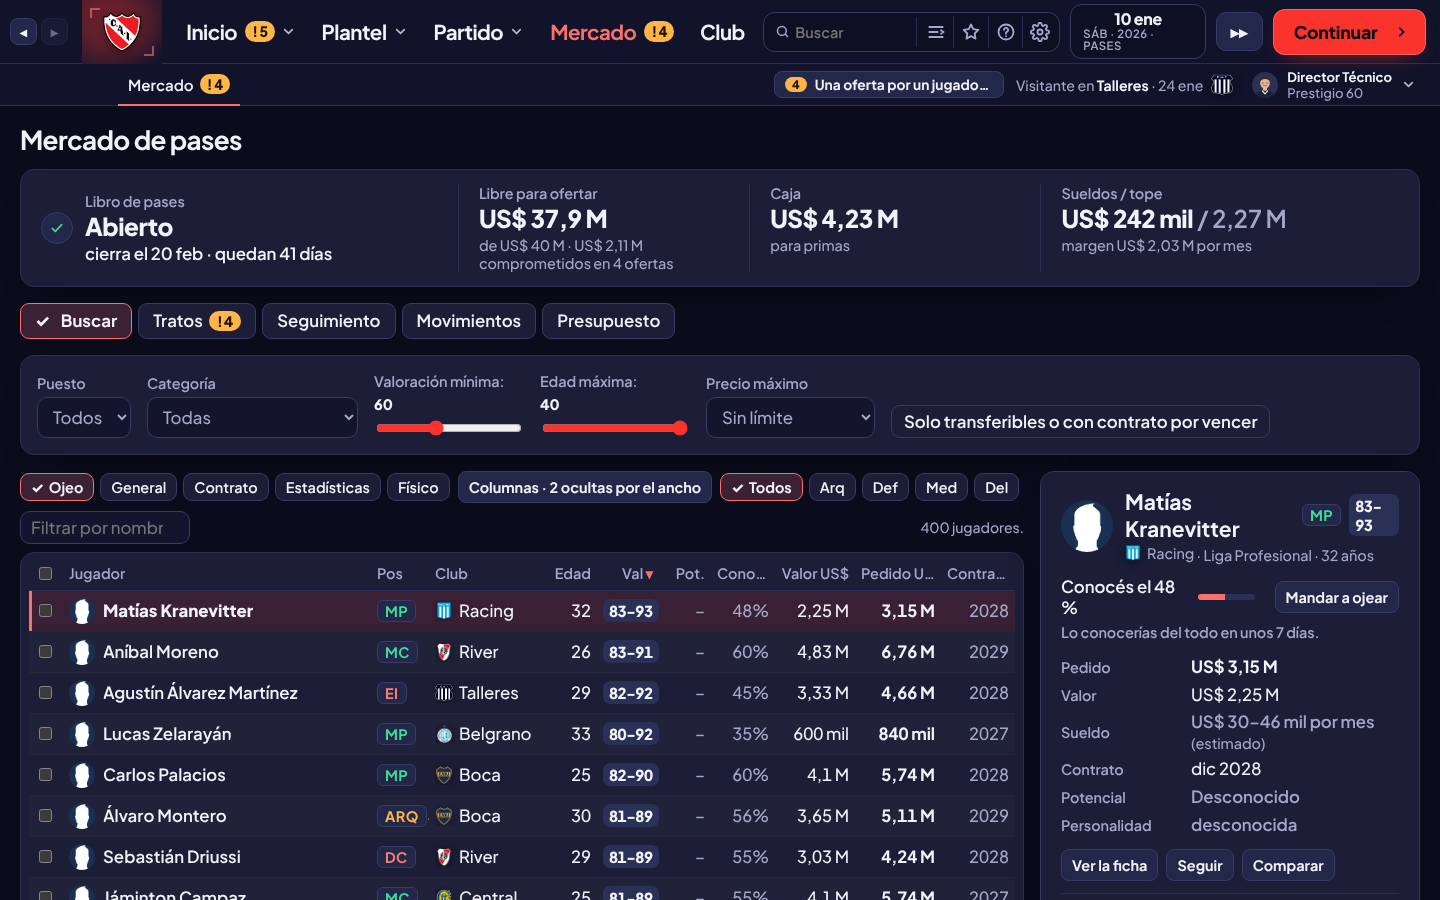 Inicio !5
Plantel
Partido
Mercado !4
Club
Buscar
10 ene
SÁB · 2026 ·
PASES
Continuar
Mercado !4
4 Una oferta por un jugado…
Visitante en Talleres · 24 ene
Director Técnico
Prestigio 60
Mercado de pases
Libro de pases
Abierto
cierra el 20 feb · quedan 41 días
Libre para ofertar
US$ 37,9 M
de US$ 40 M · US$ 2,11 M
comprometidos en 4 ofertas
Caja
US$ 4,23 M
para primas
Sueldos / tope
US$ 242 mil / 2,27 M
margen US$ 2,03 M por mes
Buscar
Tratos !4
Seguimiento
Movimientos
Presupuesto
Puesto
Todos
Categoría
Todas
Valoración mínima:
60
Edad máxima:
40
Precio máximo
Sin límite
Solo transferibles o con contrato por vencer
Ojeo
General
Contrato
Estadísticas
Físico
Columnas · 2 ocultas por el ancho
Todos
Arq
Def
Med
Del
Filtrar por nombr
400 jugadores.
Jugador Pos Club Edad Val▼ Pot. Cono… Valor US$ Pedido U… Contra…
Matías Kranevitter MP Racing 32 83–93 – 48% 2,25 M 3,15 M 2028
Aníbal Moreno MC River 26 83–91 – 60% 4,83 M 6,76 M 2029
Agustín Álvarez Martínez EI Talleres 29 82–92 – 45% 3,33 M 4,66 M 2028
Lucas Zelarayán MP Belgrano 33 80–92 – 35% 600 mil 840 mil 2027
Carlos Palacios MP Boca 25 82–90 – 60% 4,1 M 5,74 M 2028
Álvaro Montero ARQ Boca 30 81–89 – 56% 3,65 M 5,11 M 2029
Sebastián Driussi DC River 29 81–89 – 55% 3,03 M 4,24 M 2028
Jáminton Campaz MC Central 25 81–89 – 55% 4,1 M 5,74 M 2027
Matías
Kranevitter
MP
83–
93
Racing · Liga Profesional · 32 años
Conocés el 48
%
Mandar a ojear
Lo conocerías del todo en unos 7 días.
Pedido US$ 3,15 M
Valor US$ 2,25 M
Sueldo US$ 30–46 mil por mes
(estimado)
Contrato dic 2028
Potencial Desconocido
Personalidad desconocida
Ver la ficha
Seguir
Comparar